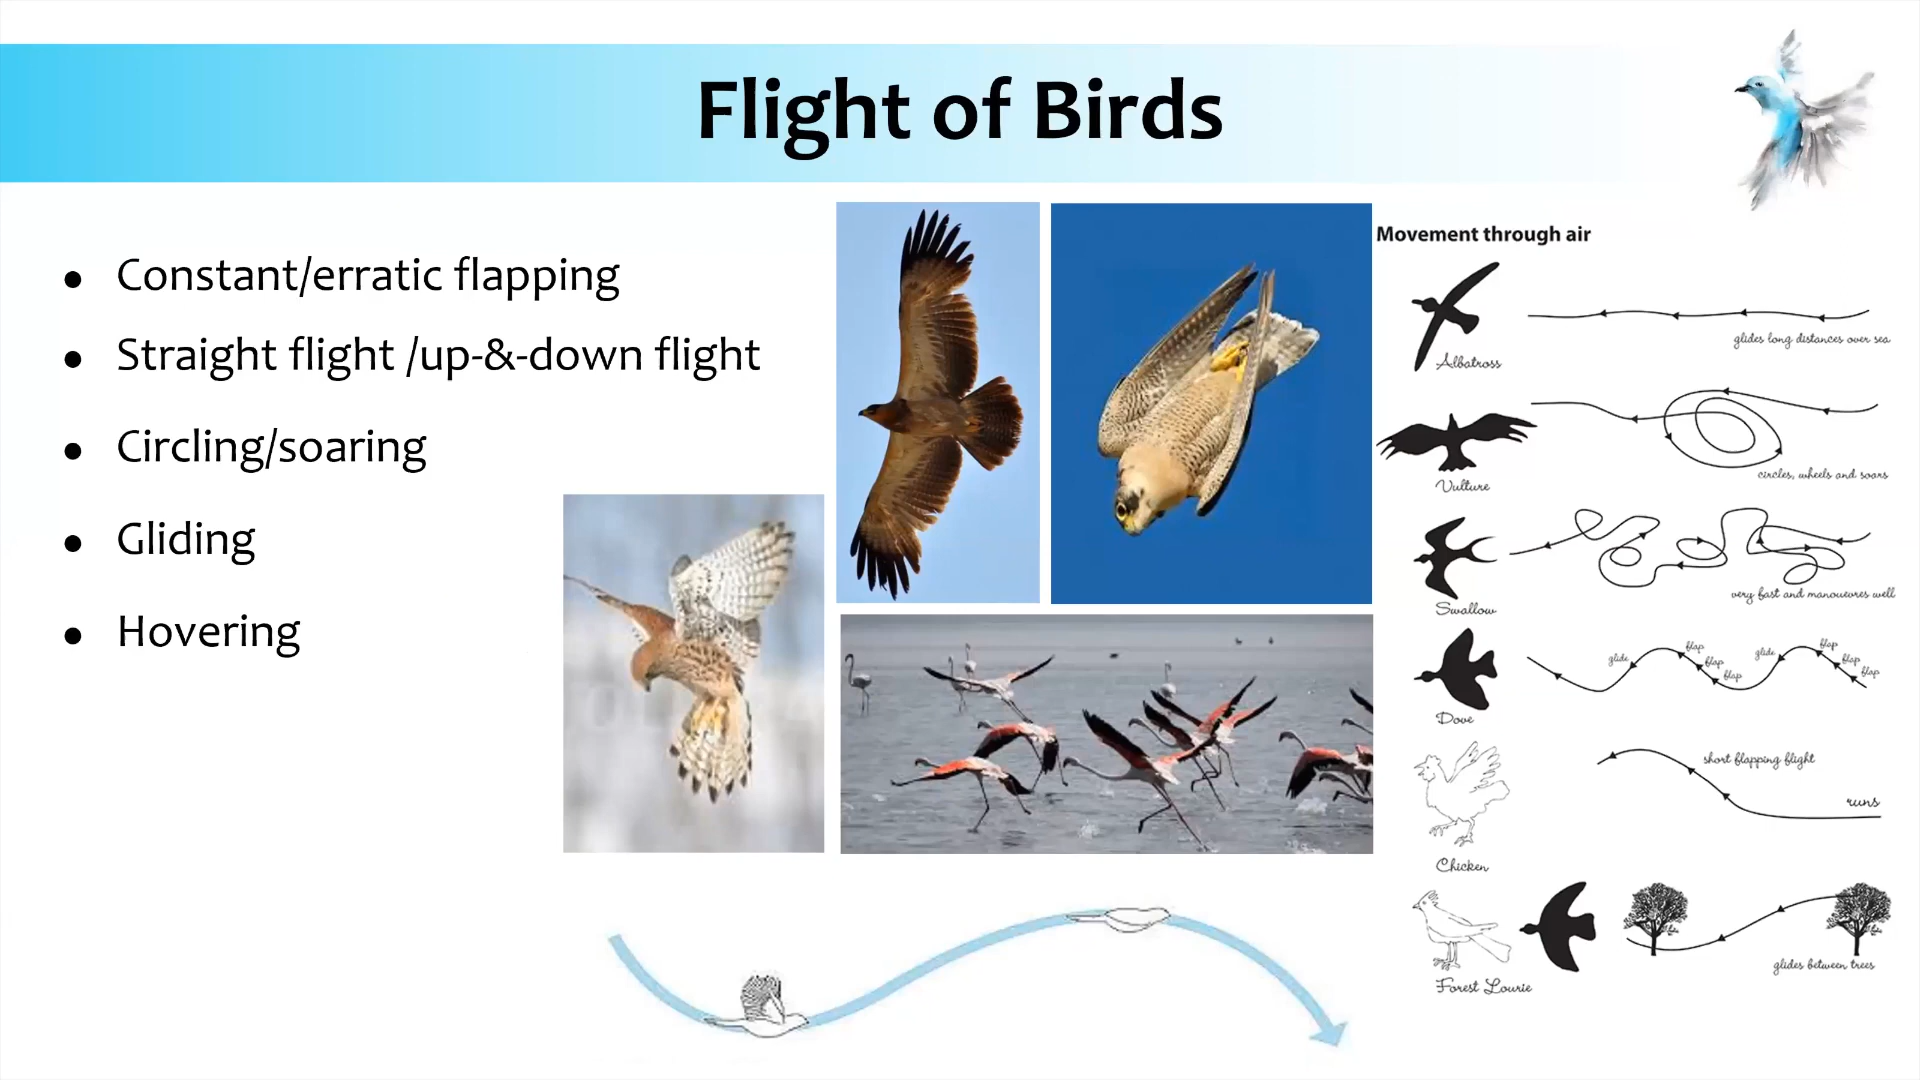 Flight of Birds
• Constant/erratic flapping
• Straight flight /up-&-down flight
• Circling/soaring
• Gliding
• Hovering
Movement through air
glides long distances over sea
Albatross
circles, wheels and soars
Vulture
very fast and manouevres well
Swallow
glide flap flap flap glide flap flap flap
Dove
short flapping flight
runs
Chicken
glides between trees
Forest Lourie